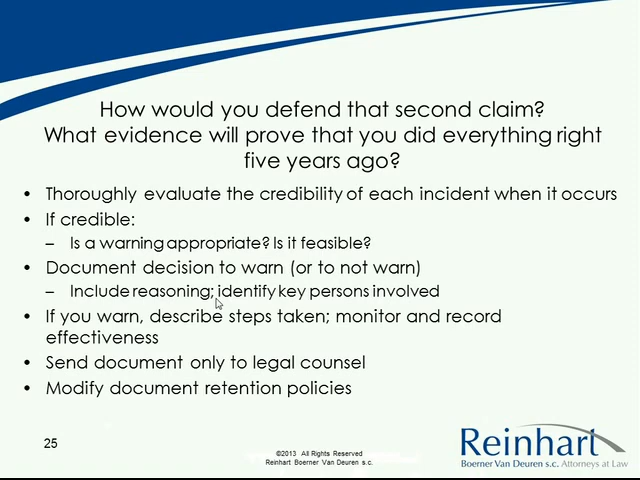 How would you defend that second claim?
What evidence will prove that you did everything right
five years ago?
• Thoroughly evaluate the credibility of each incident when it occurs
• If credible:
– Is a warning appropriate? Is it feasible?
• Document decision to warn (or to not warn)
– Include reasoning; identify key persons involved
• If you warn, describe steps taken; monitor and record
effectiveness
• Send document only to legal counsel
• Modify document retention policies
25
©2013 All Rights Reserved
Reinhart Boerner Van Deuren s.c.
Reinhart
Boerner Van Deuren s.c. Attorneys at Law